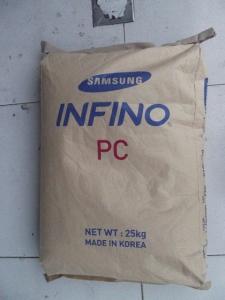 SAMSUNG
INFINO
PC
NET WT : 25kg
MADE IN KOREA